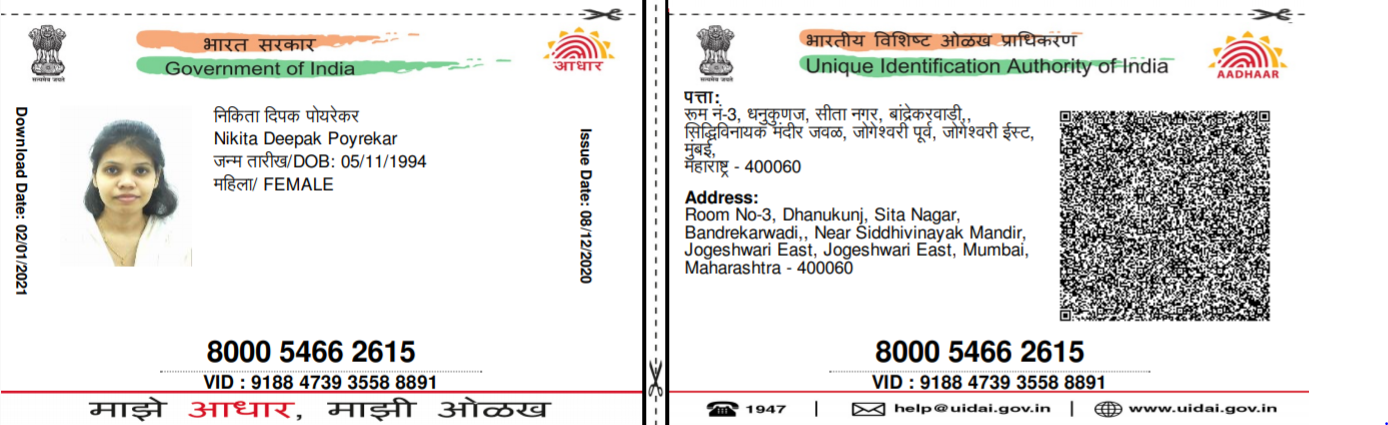 भारत सरकार
Government of India
आधार
सत्यमेव जयते
Download Date: 02/01/2021
निकिता दिपक पोयरेकर
Nikita Deepak Poyrekar
जन्म तारीख/DOB: 05/11/1994
महिला/ FEMALE
Issue Date: 08/12/2020
8000 5466 2615
VID : 9188 4739 3558 8891
माझे आधार, माझी ओळख
भारतीय विशिष्ट ओळख प्राधिकरण
Unique Identification Authority of India
AADHAAR
सत्यमेव जयते
पत्ता:
रूम नं-3, धनुकुणज, सीता नगर, बांद्रेकरवाडी,,
सिद्धिविनायक मंदीर जवळ, जोगेश्वरी पूर्व, जोगेश्वरी ईस्ट,
मुंबई,
महाराष्ट्र - 400060
Address:
Room No-3, Dhanukunj, Sita Nagar,
Bandrekarwadi,, Near Siddhivinayak Mandir,
Jogeshwari East, Jogeshwari East, Mumbai,
Maharashtra - 400060
8000 5466 2615
VID : 9188 4739 3558 8891
1947 | help@uidai.gov.in | www.uidai.gov.in